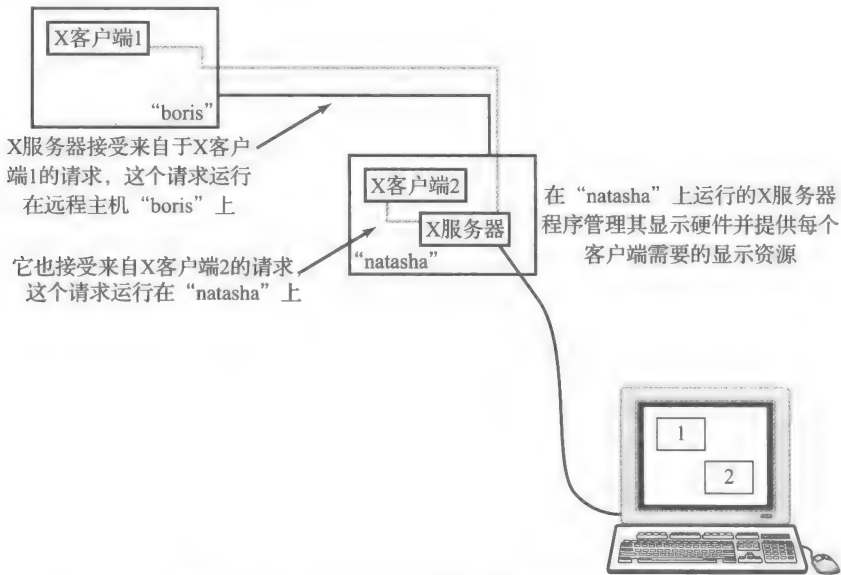 X客户端1
“boris”
X服务器接受来自于X客户
端1的请求，这个请求运行
在远程主机“boris”上
X客户端2
X服务器
“natasha”
在“natasha”上运行的X服务器
程序管理其显示硬件并提供每个
客户端需要的显示资源
它也接受来自X客户端2的请求，
这个请求运行在“natasha”上
1
2